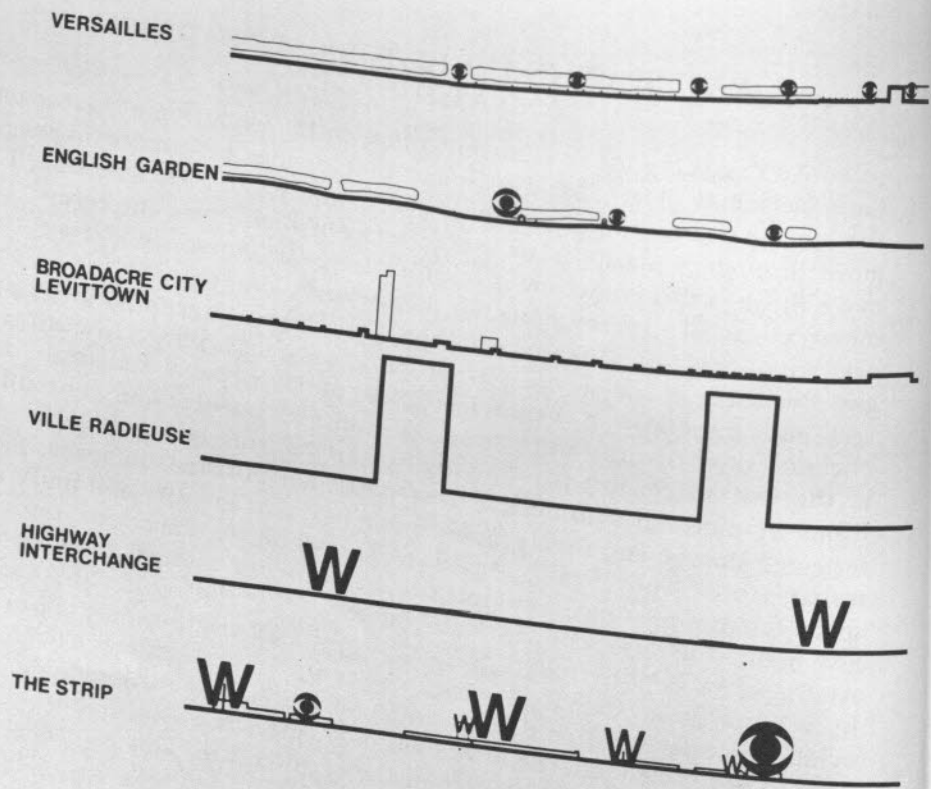 VERSAILLES
ENGLISH GARDEN
BROADACRE CITY
LEVITTOWN
VILLE RADIEUSE
HIGHWAY
INTERCHANGE
W W
THE STRIP
W W W W W